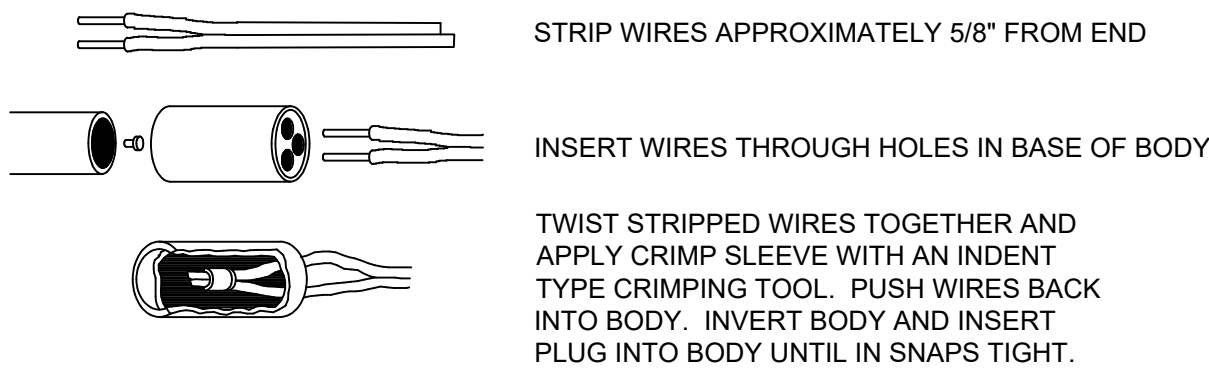 STRIP WIRES APPROXIMATELY 5/8" FROM END
INSERT WIRES THROUGH HOLES IN BASE OF BODY
TWIST STRIPPED WIRES TOGETHER AND
APPLY CRIMP SLEEVE WITH AN INDENT
TYPE CRIMPING TOOL.  PUSH WIRES BACK
INTO BODY.  INVERT BODY AND INSERT
PLUG INTO BODY UNTIL IN SNAPS TIGHT.